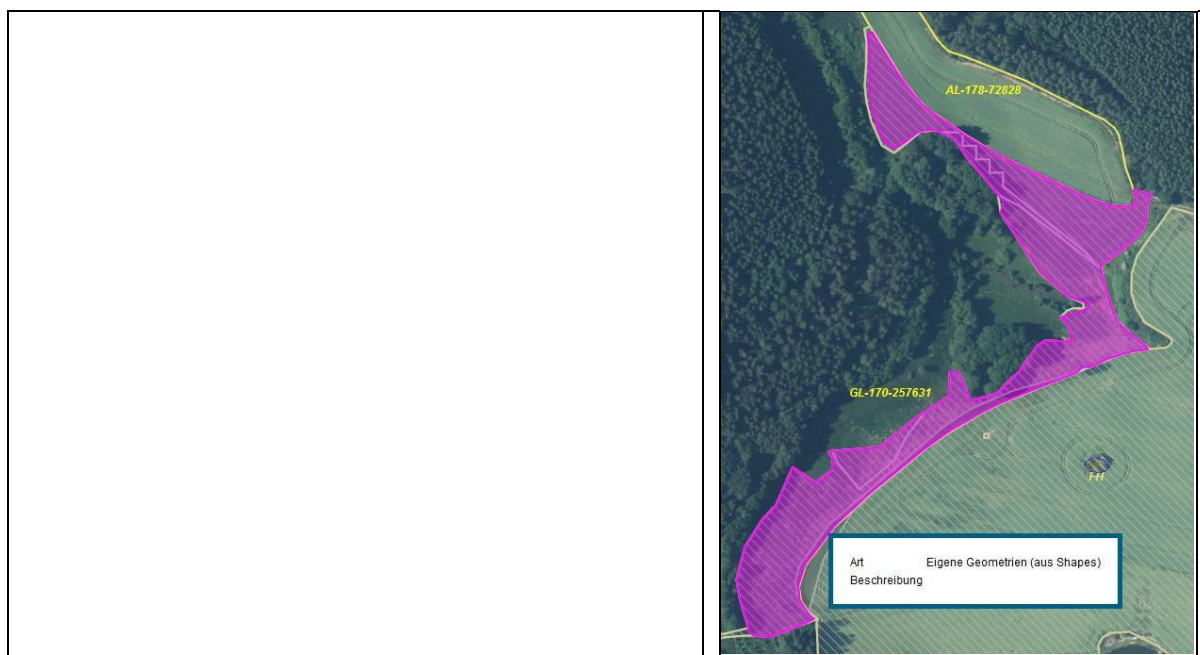 AL-178-72828
GL-170-257631
FH
Art Eigene Geometrien (aus Shapes)
Beschreibung